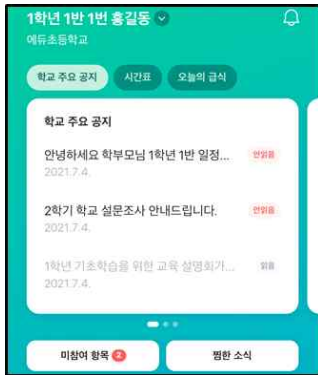 1학년 1반 1번 홍길동
에듀초등학교
학교 주요 공지 시간표 오늘의 급식
학교 주요 공지
안녕하세요 학부모님 1학년 1반 일정... 안읽음
2021.7.4.
2학기 학교 설문조사 안내드립니다. 안읽음
2021.7.4.
1학년 기초학습을 위한 교육 설명회가... 읽음
2021.7.4.
미참여 항목 2 찜한 소식